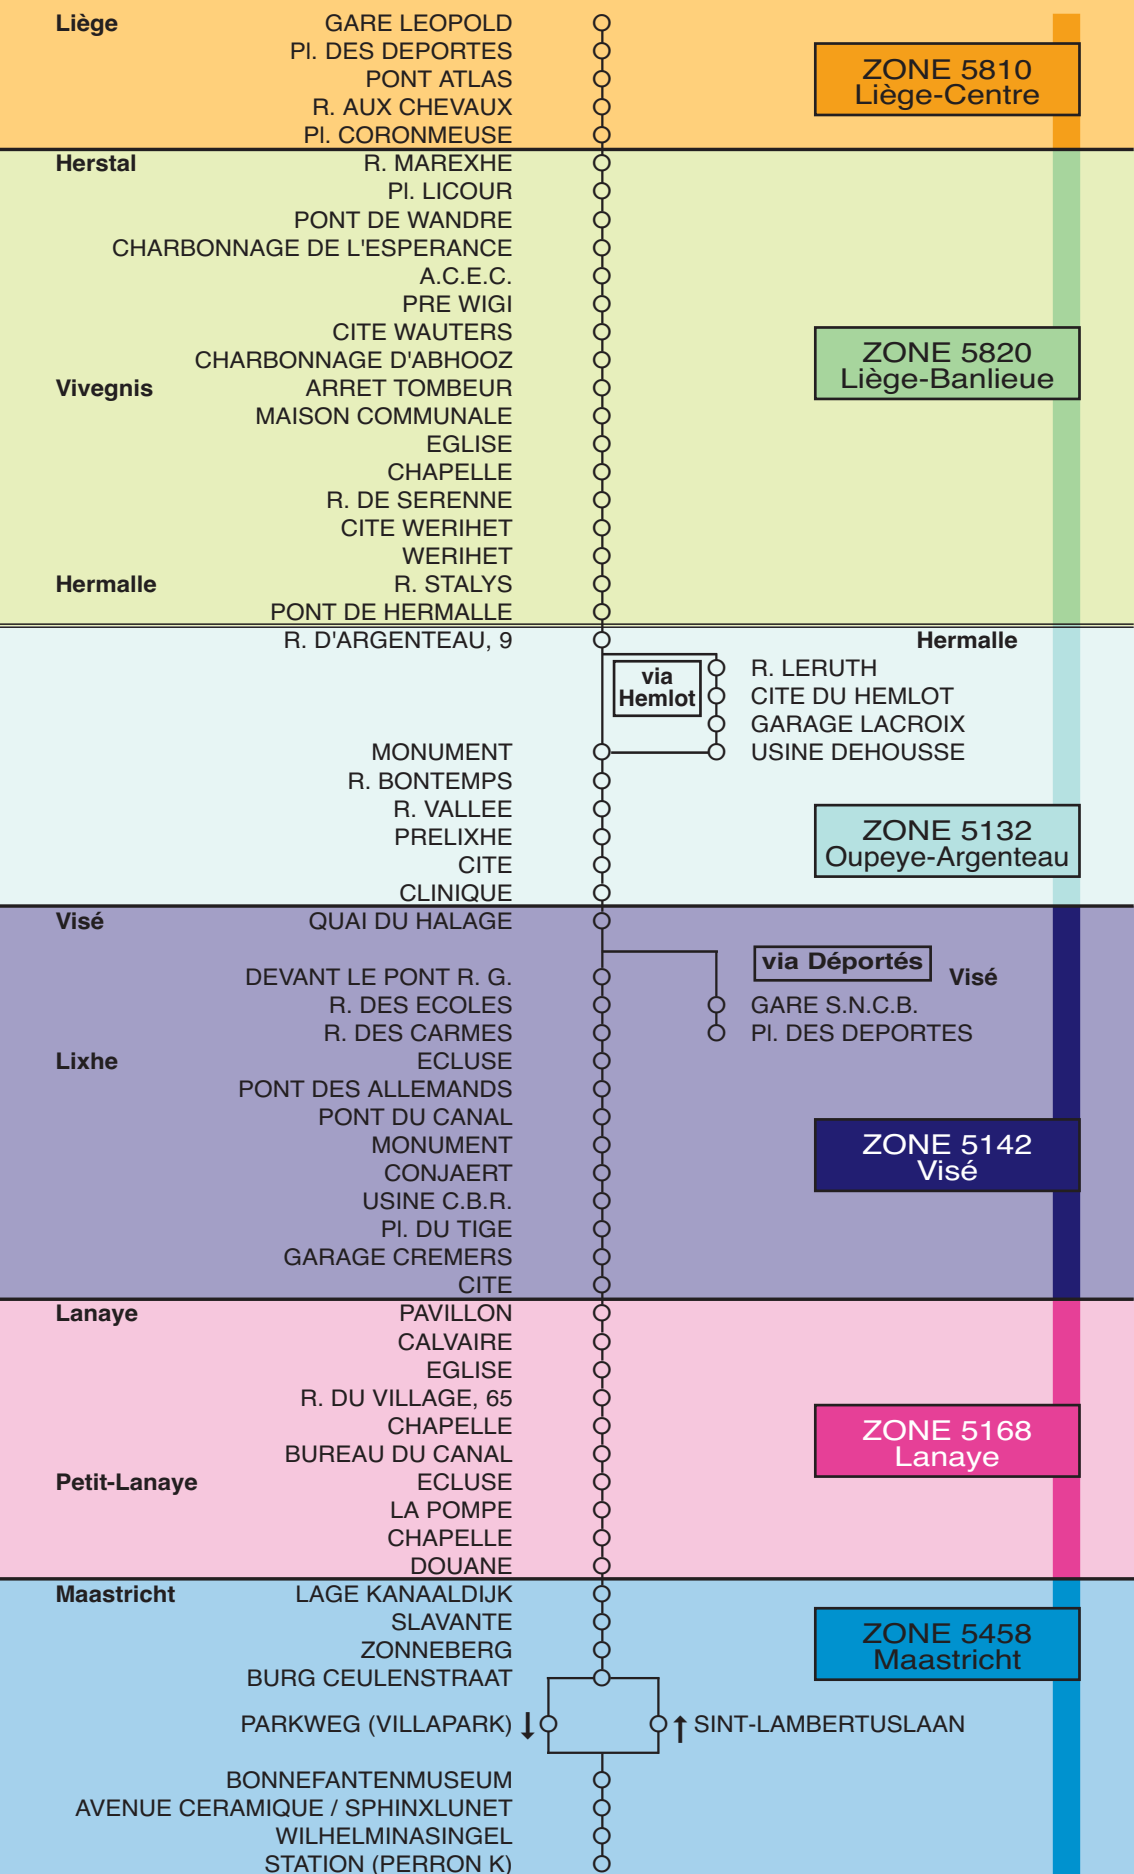 Liège GARE LEOPOLD
Pl. DES DEPORTES
PONT ATLAS
R. AUX CHEVAUX
Pl. CORONMEUSE
ZONE 5810
Liège-Centre
Herstal R. MAREXHE
Pl. LICOUR
PONT DE WANDRE
CHARBONNAGE DE L'ESPERANCE
A.C.E.C.
PRE WIGI
CITE WAUTERS
CHARBONNAGE D'ABHOOZ
Vivegnis ARRET TOMBEUR
MAISON COMMUNALE
EGLISE
CHAPELLE
R. DE SERENNE
CITE WERIHET
WERIHET
Hermalle R. STALYS
PONT DE HERMALLE
ZONE 5820
Liège-Banlieue
R. D'ARGENTEAU, 9
Hermalle
via
Hemlot
R. LERUTH
CITE DU HEMLOT
GARAGE LACROIX
USINE DEHOUSSE
MONUMENT
R. BONTEMPS
R. VALLEE
PRELIXHE
CITE
CLINIQUE
ZONE 5132
Oupeye-Argenteau
Visé QUAI DU HALAGE
via Déportés
Visé
GARE S.N.C.B.
Pl. DES DEPORTES
DEVANT LE PONT R. G.
R. DES ECOLES
R. DES CARMES
Lixhe ECLUSE
PONT DES ALLEMANDS
PONT DU CANAL
MONUMENT
CONJAERT
USINE C.B.R.
Pl. DU TIGE
GARAGE CREMERS
CITE
ZONE 5142
Visé
Lanaye PAVILLON
CALVAIRE
EGLISE
R. DU VILLAGE, 65
CHAPELLE
BUREAU DU CANAL
Petit-Lanaye ECLUSE
LA POMPE
CHAPELLE
DOUANE
ZONE 5168
Lanaye
Maastricht LAGE KANAALDIJK
SLAVANTE
ZONNEBERG
BURG CEULENSTRAAT
ZONE 5458
Maastricht
PARKWEG (VILLAPARK) ↓ ↑ SINT-LAMBERTUSLAAN
BONNEFANTENMUSEUM
AVENUE CERAMIQUE / SPHINXLUNET
WILHELMINASINGEL
STATION (PERRON K)